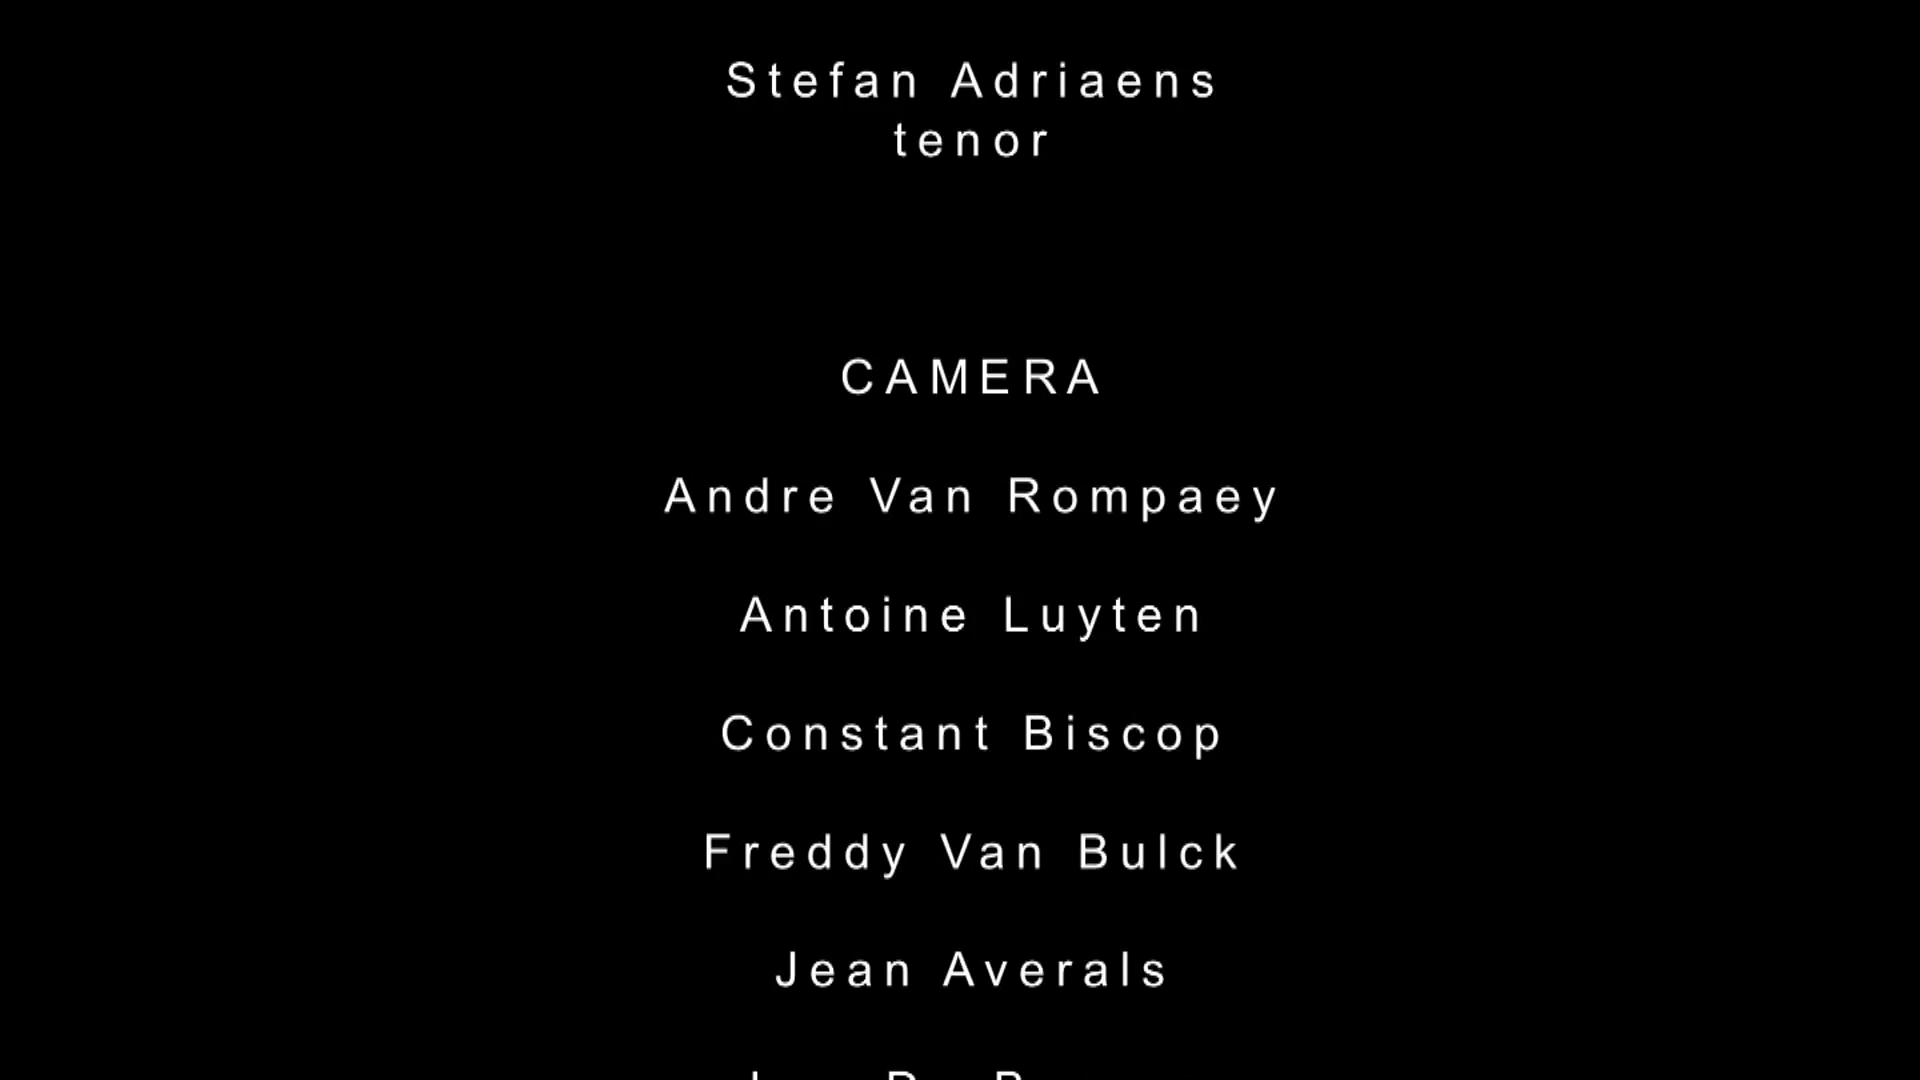 Stefan Adriaens
tenor
CAMERA
Andre Van Rompaey
Antoine Luyten
Constant Biscop
Freddy Van Bulck
Jean Averals